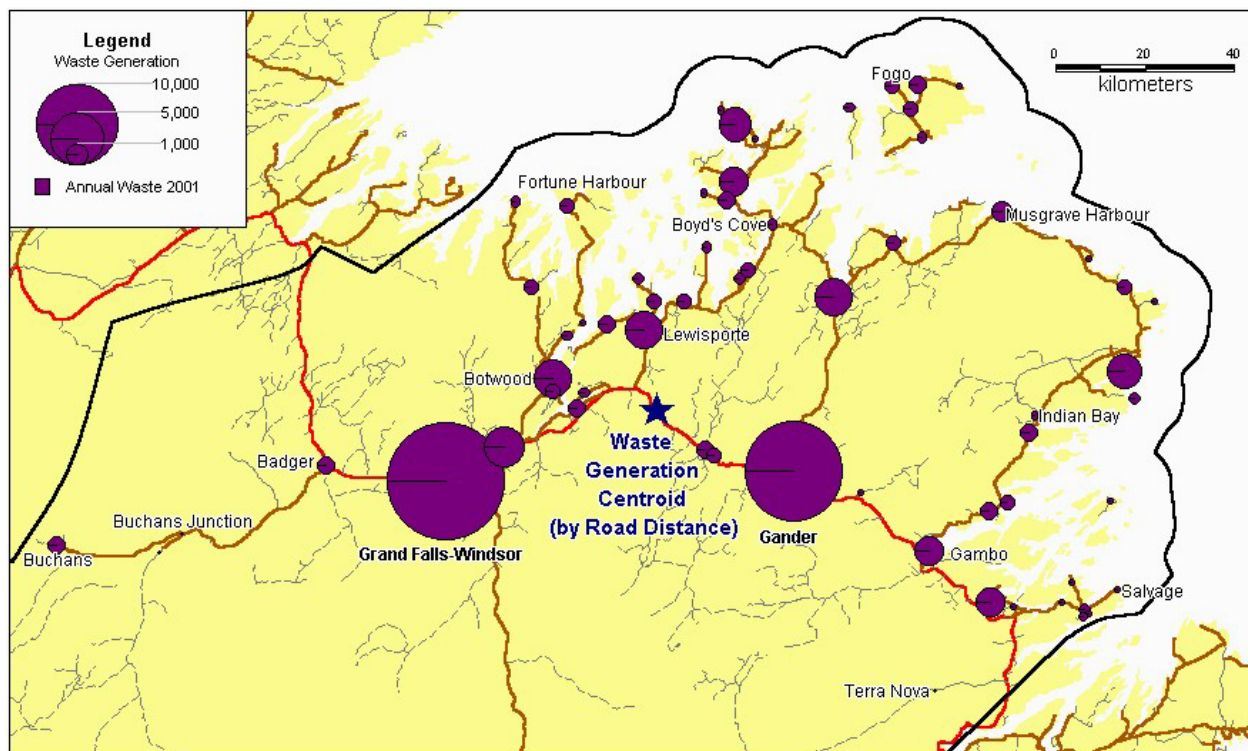 Legend
Waste Generation
10,000
5,000
1,000
Annual Waste 2001
0 20 40
kilometers
Fogo
Fortune Harbour
Boyd's Cove
Musgrave Harbour
Lewisporte
Botwood
Indian Bay
Waste
Generation
Centroid
(by Road Distance)
Badger
Buchans Junction
Buchans
Grand Falls-Windsor
Gander
Gambo
Salvage
Terra Nova